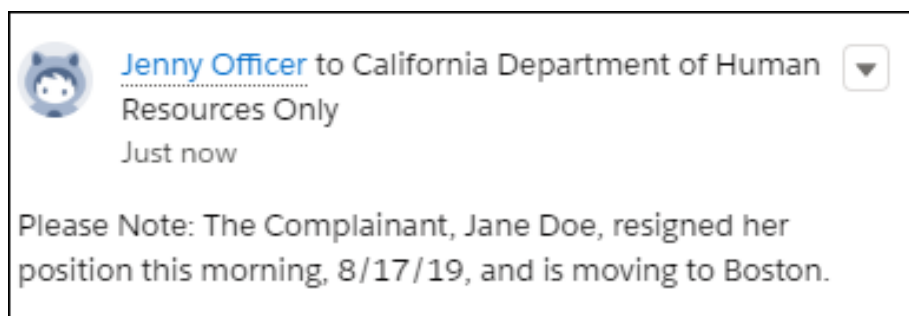 Jenny Officer to California Department of Human
Resources Only
Just now
Please Note: The Complainant, Jane Doe, resigned her
position this morning, 8/17/19, and is moving to Boston.